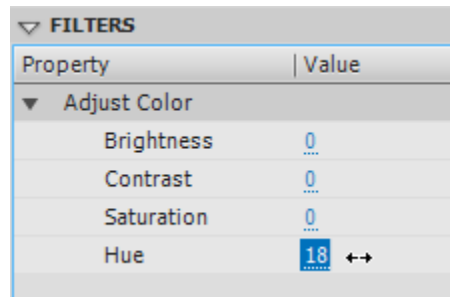 FILTERS
Property Value
Adjust Color
Brightness 0
Contrast 0
Saturation 0
Hue 18